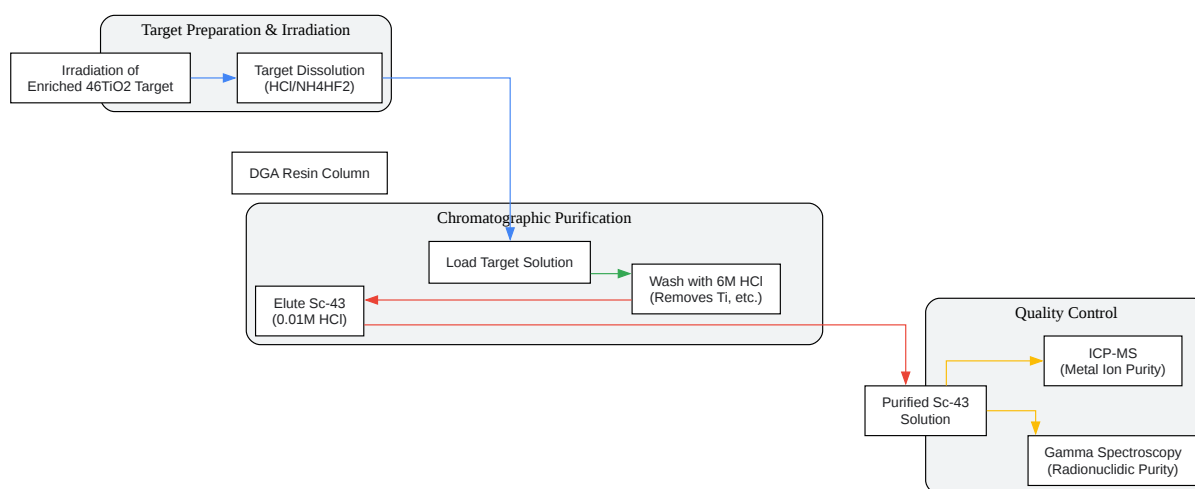 Target Preparation & Irradiation
Irradiation of
Enriched 46TiO2 Target
Target Dissolution
(HCl/NH4HF2)
DGA Resin Column
Chromatographic Purification
Load Target Solution
Wash with 6M HCl
(Removes Ti, etc.)
Elute Sc-43
(0.01M HCl)
Quality Control
ICP-MS
(Metal Ion Purity)
Purified Sc-43
Solution
Gamma Spectroscopy
(Radionuclidic Purity)